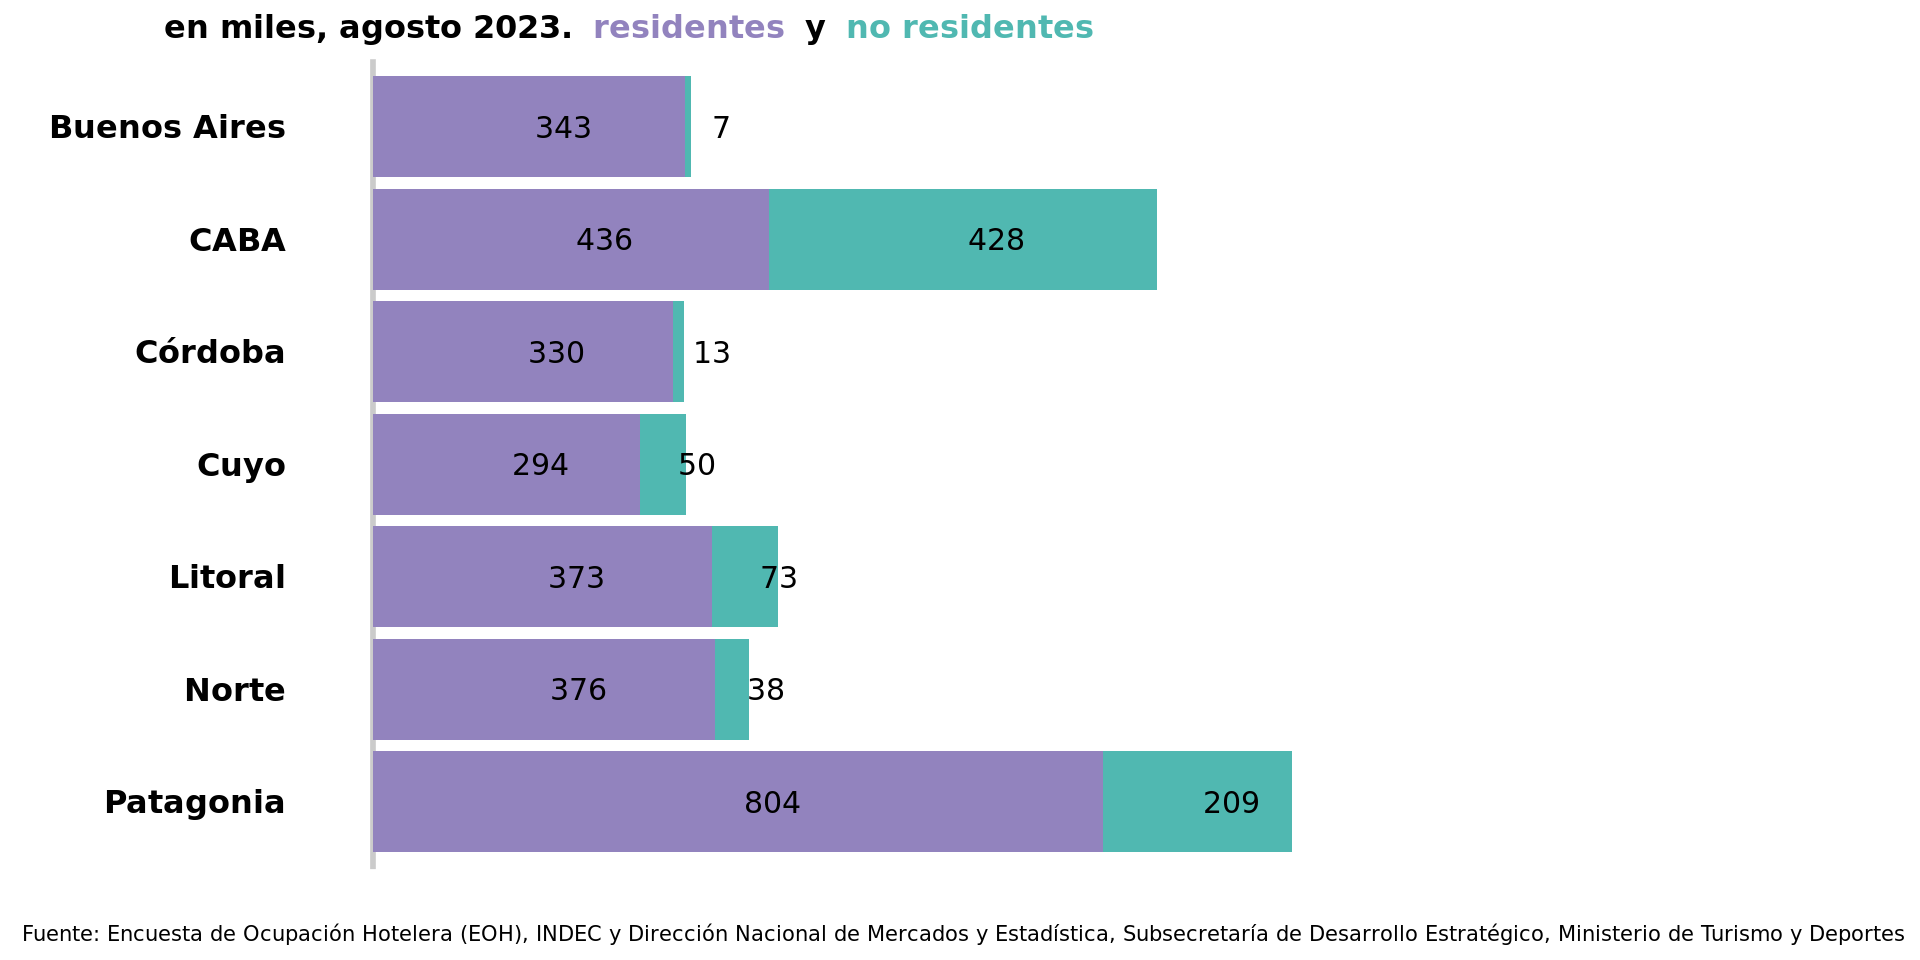 en miles, agosto 2023. residentes y no residentes
Buenos Aires 343 7
CABA 436 428
Córdoba 330 13
Cuyo 294 50
Litoral 373 73
Norte 376 38
Patagonia 804 209
Fuente: Encuesta de Ocupación Hotelera (EOH), INDEC y Dirección Nacional de Mercados y Estadística, Subsecretaría de Desarrollo Estratégico, Ministerio de Turismo y Deportes